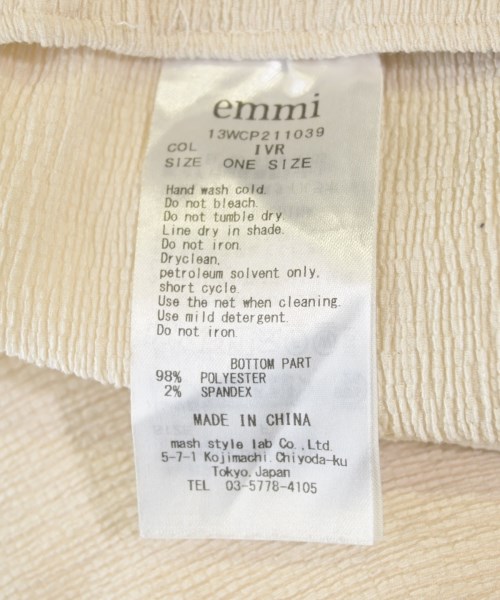 emmi
13WCP211039
COL IVR
SIZE ONE SIZE
Hand wash cold.
Do not bleach.
Do not tumble dry.
Line dry in shade.
Do not iron.
Dryclean,
petroleum solvent only,
short cycle.
Use the net when cleaning.
Use mild detergent.
Do not iron.
BOTTOM PART
98% POLYESTER
2% SPANDEX
MADE IN CHINA
mash style lab Co.,Ltd.
5-7-1 Kojimachi,Chiyoda-ku
Tokyo,Japan
TEL 03-5778-4105